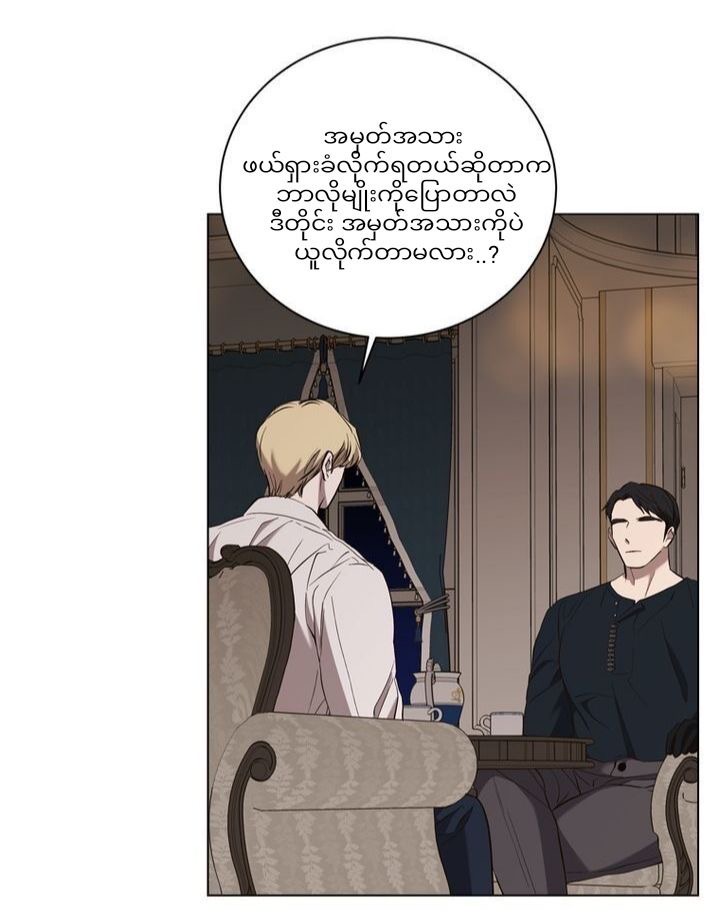 အမှတ်အသား
ဖယ်ရှားခံလိုက်ရတယ်ဆိုတာက
ဘာလိုမျိုးကိုပြောတာလဲ
ဒီတိုင်း အမှတ်အသားကိုပဲ
ယူလိုက်တာမလား..?